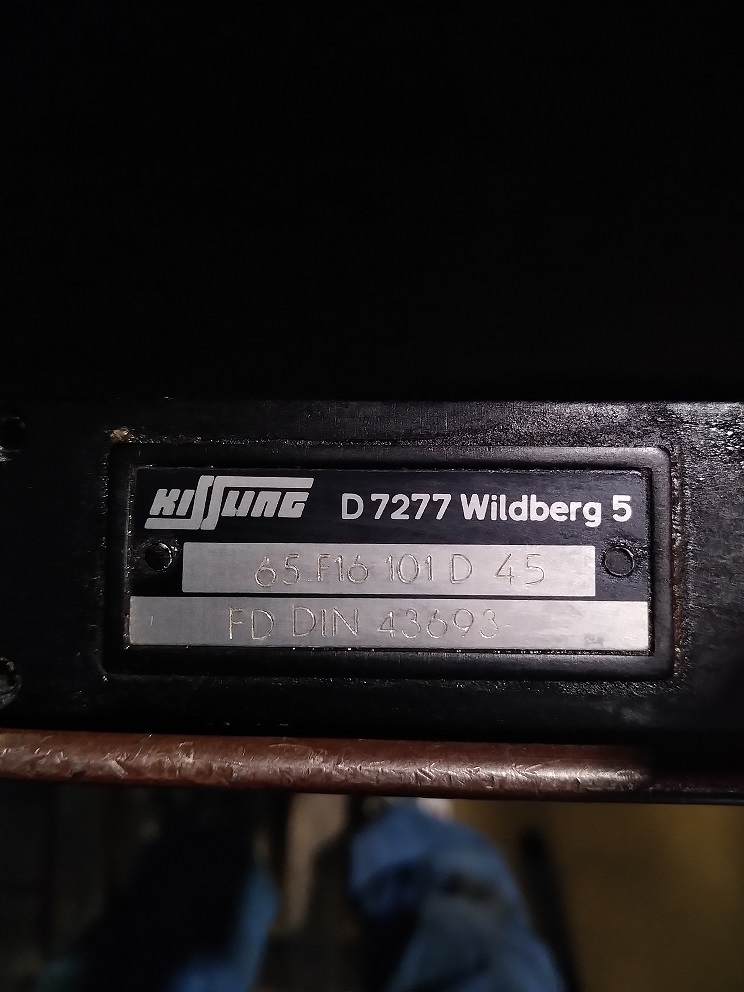 KISSLING D 7277 Wildberg 5
65 F16 101 D 45
FD DIN 43693